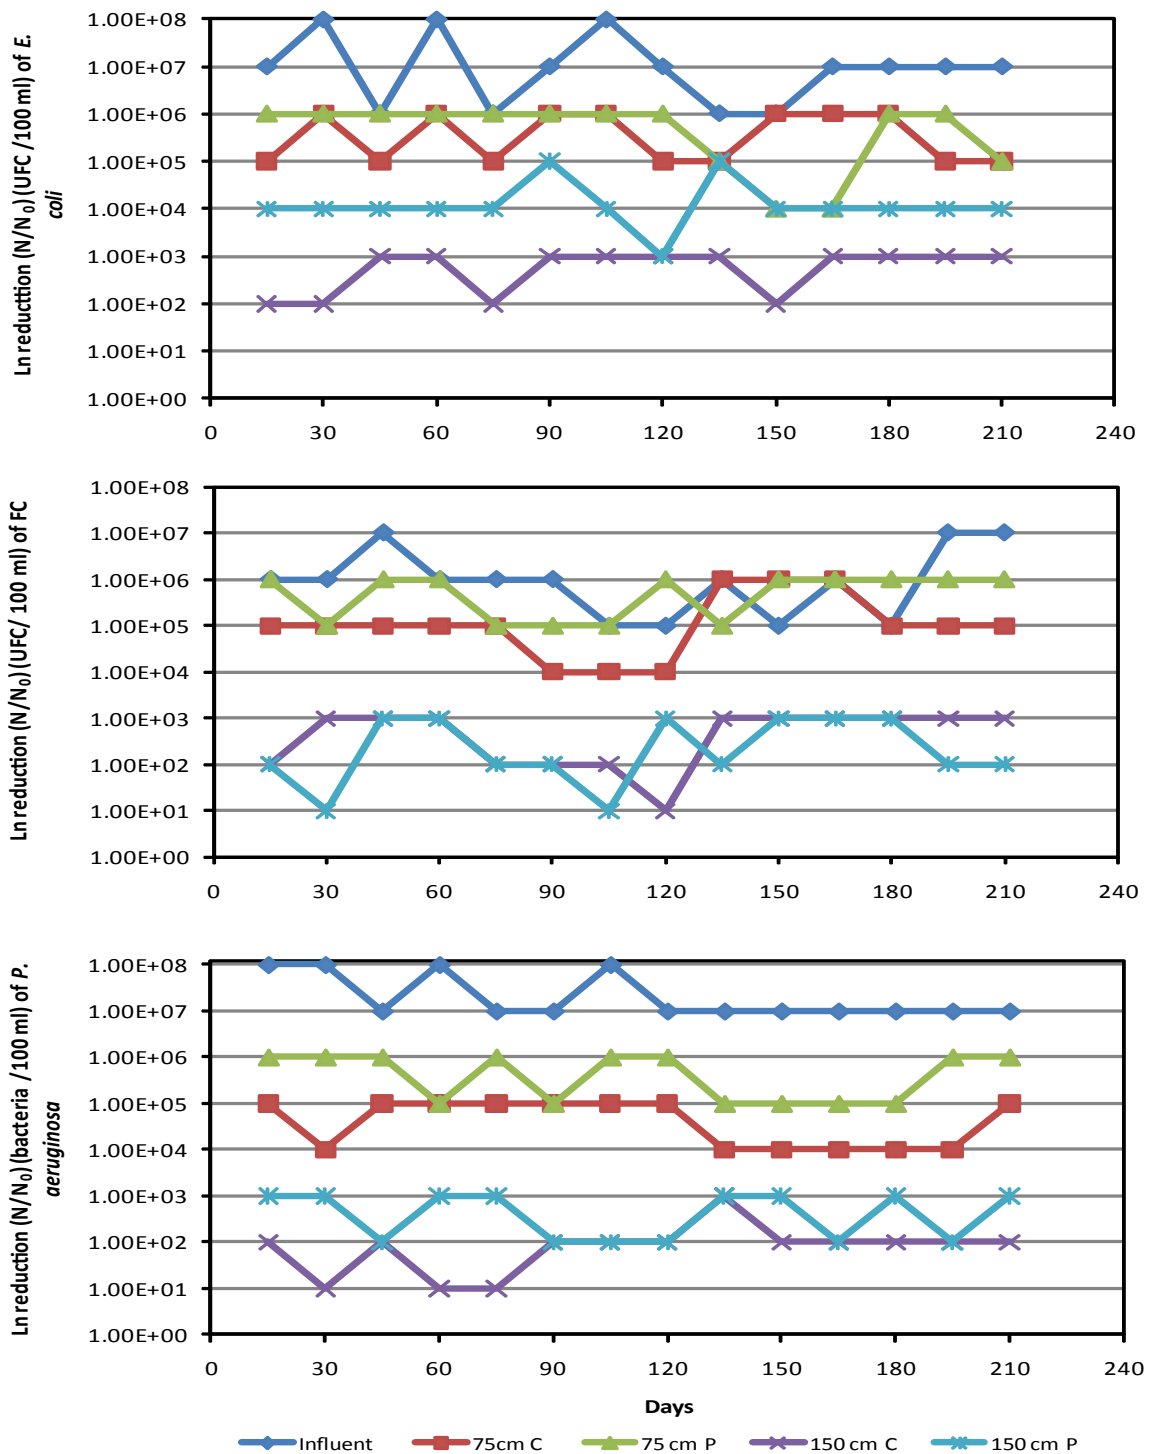 Ln reducttion (N/N0) (UFC /100 ml) of E.
coli
1.00E+08
1.00E+07
1.00E+06
1.00E+05
1.00E+04
1.00E+03
1.00E+02
1.00E+01
1.00E+00
0 30 60 90 120 150 180 210 240
Ln reduction (N/N0) (UFC/ 100 ml) of FC
1.00E+08
1.00E+07
1.00E+06
1.00E+05
1.00E+04
1.00E+03
1.00E+02
1.00E+01
1.00E+00
0 30 60 90 120 150 180 210 240
Ln reduction (N/N0) (bacteria /100 ml) of P.
aeruginosa
1.00E+08
1.00E+07
1.00E+06
1.00E+05
1.00E+04
1.00E+03
1.00E+02
1.00E+01
1.00E+00
0 30 60 90 120 150 180 210 240
Days
Influent 75cm C 75 cm P 150 cm C 150 cm P